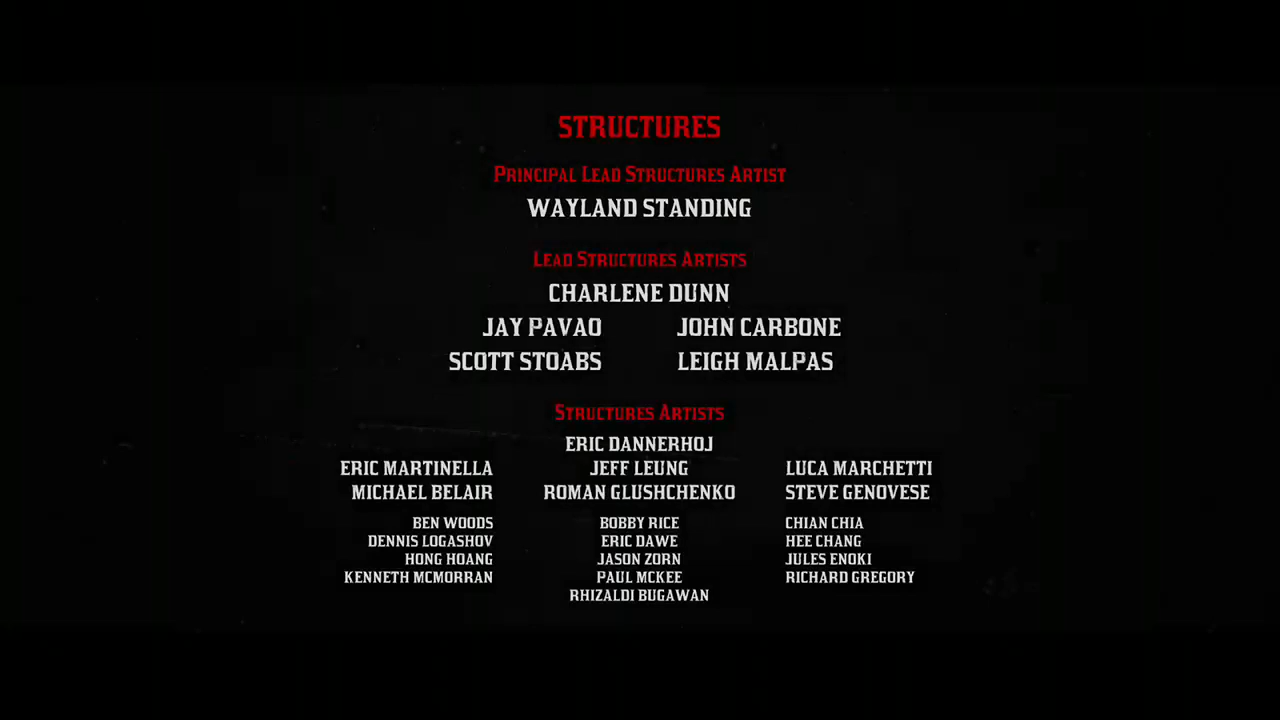 STRUCTURES
PRINCIPAL LEAD STRUCTURES ARTIST
WAYLAND STANDING
LEAD STRUCTURES ARTISTS
CHARLENE DUNN
JAY PAVAO JOHN CARBONE
SCOTT STOABS LEIGH MALPAS
STRUCTURES ARTISTS
ERIC DANNERHOJ
ERIC MARTINELLA JEFF LEUNG LUCA MARCHETTI
MICHAEL BELAIR ROMAN GLUSHCHENKO STEVE GENOVESE
BEN WOODS BOBBY RICE CHIAN CHIA
DENNIS LOGASHOV ERIC DAWE HEE CHANG
HONG HOANG JASON ZORN JULES ENOKI
KENNETH MCMORRAN PAUL MCKEE RICHARD GREGORY
RHIZALDI BUGAWAN